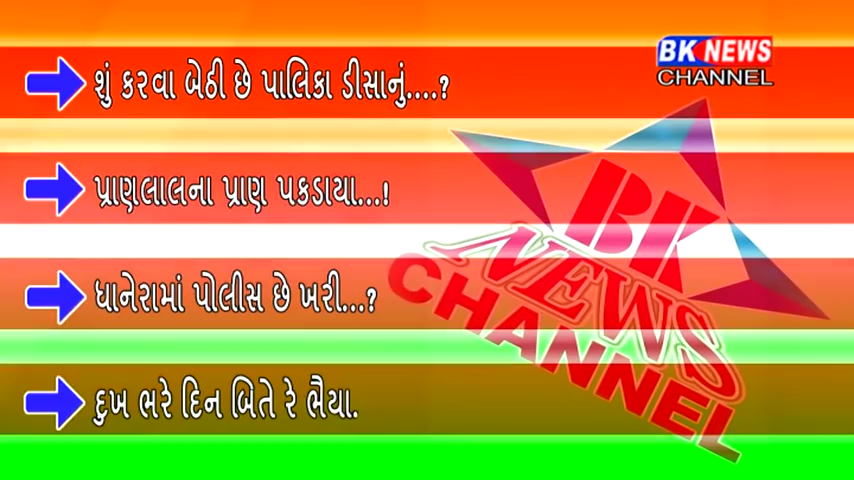 BK NEWS
CHANNEL
શું કરવા બેઠી છે પાલિકા ડીસાનું....?
પ્રાણલાલના પ્રાણ પકડાયા...!
ધાનેરામાં પોલીસ છે ખરી...?
દુખ ભરે દિન બિતે રે ભૈયા.
BK
NEWS
CHANNEL